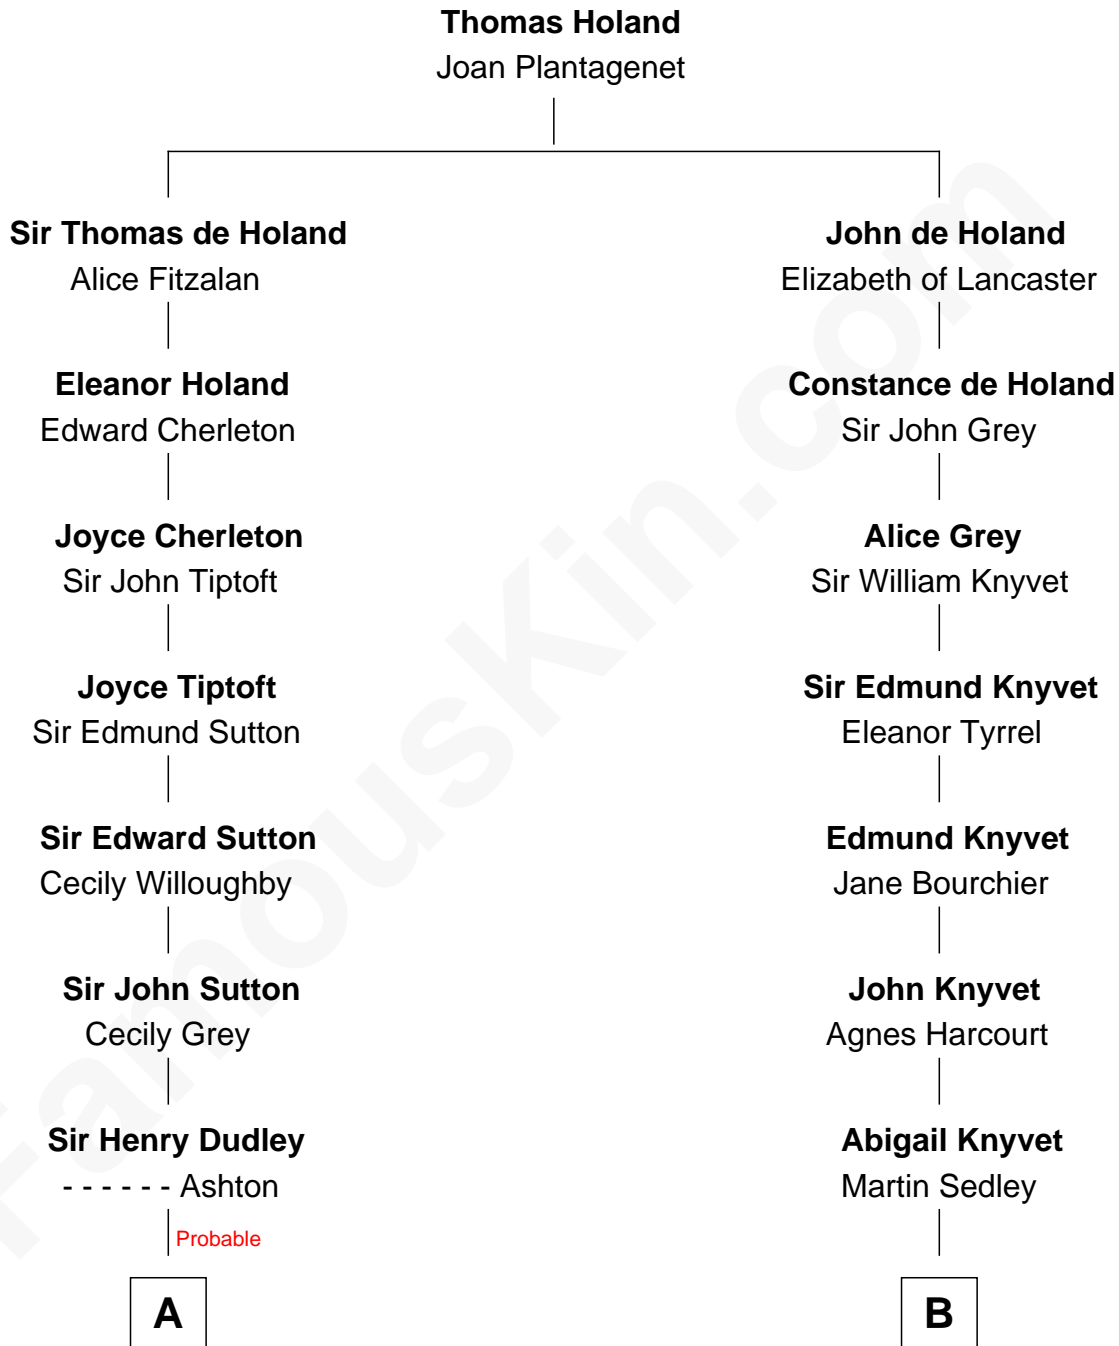 Thomas Holand
Joan Plantagenet
Sir Thomas de Holand
Alice Fitzalan
John de Holand
Elizabeth of Lancaster
Eleanor Holand
Edward Cherleton
Constance de Holand
Sir John Grey
Joyce Cherleton
Sir John Tiptoft
Alice Grey
Sir William Knyvet
Joyce Tiptoft
Sir Edmund Sutton
Sir Edmund Knyvet
Eleanor Tyrrel
Sir Edward Sutton
Cecily Willoughby
Edmund Knyvet
Jane Bourchier
Sir John Sutton
Cecily Grey
John Knyvet
Agnes Harcourt
Sir Henry Dudley
- - - - - - Ashton
Abigail Knyvet
Martin Sedley
Probable
A
B
FamousKin.com